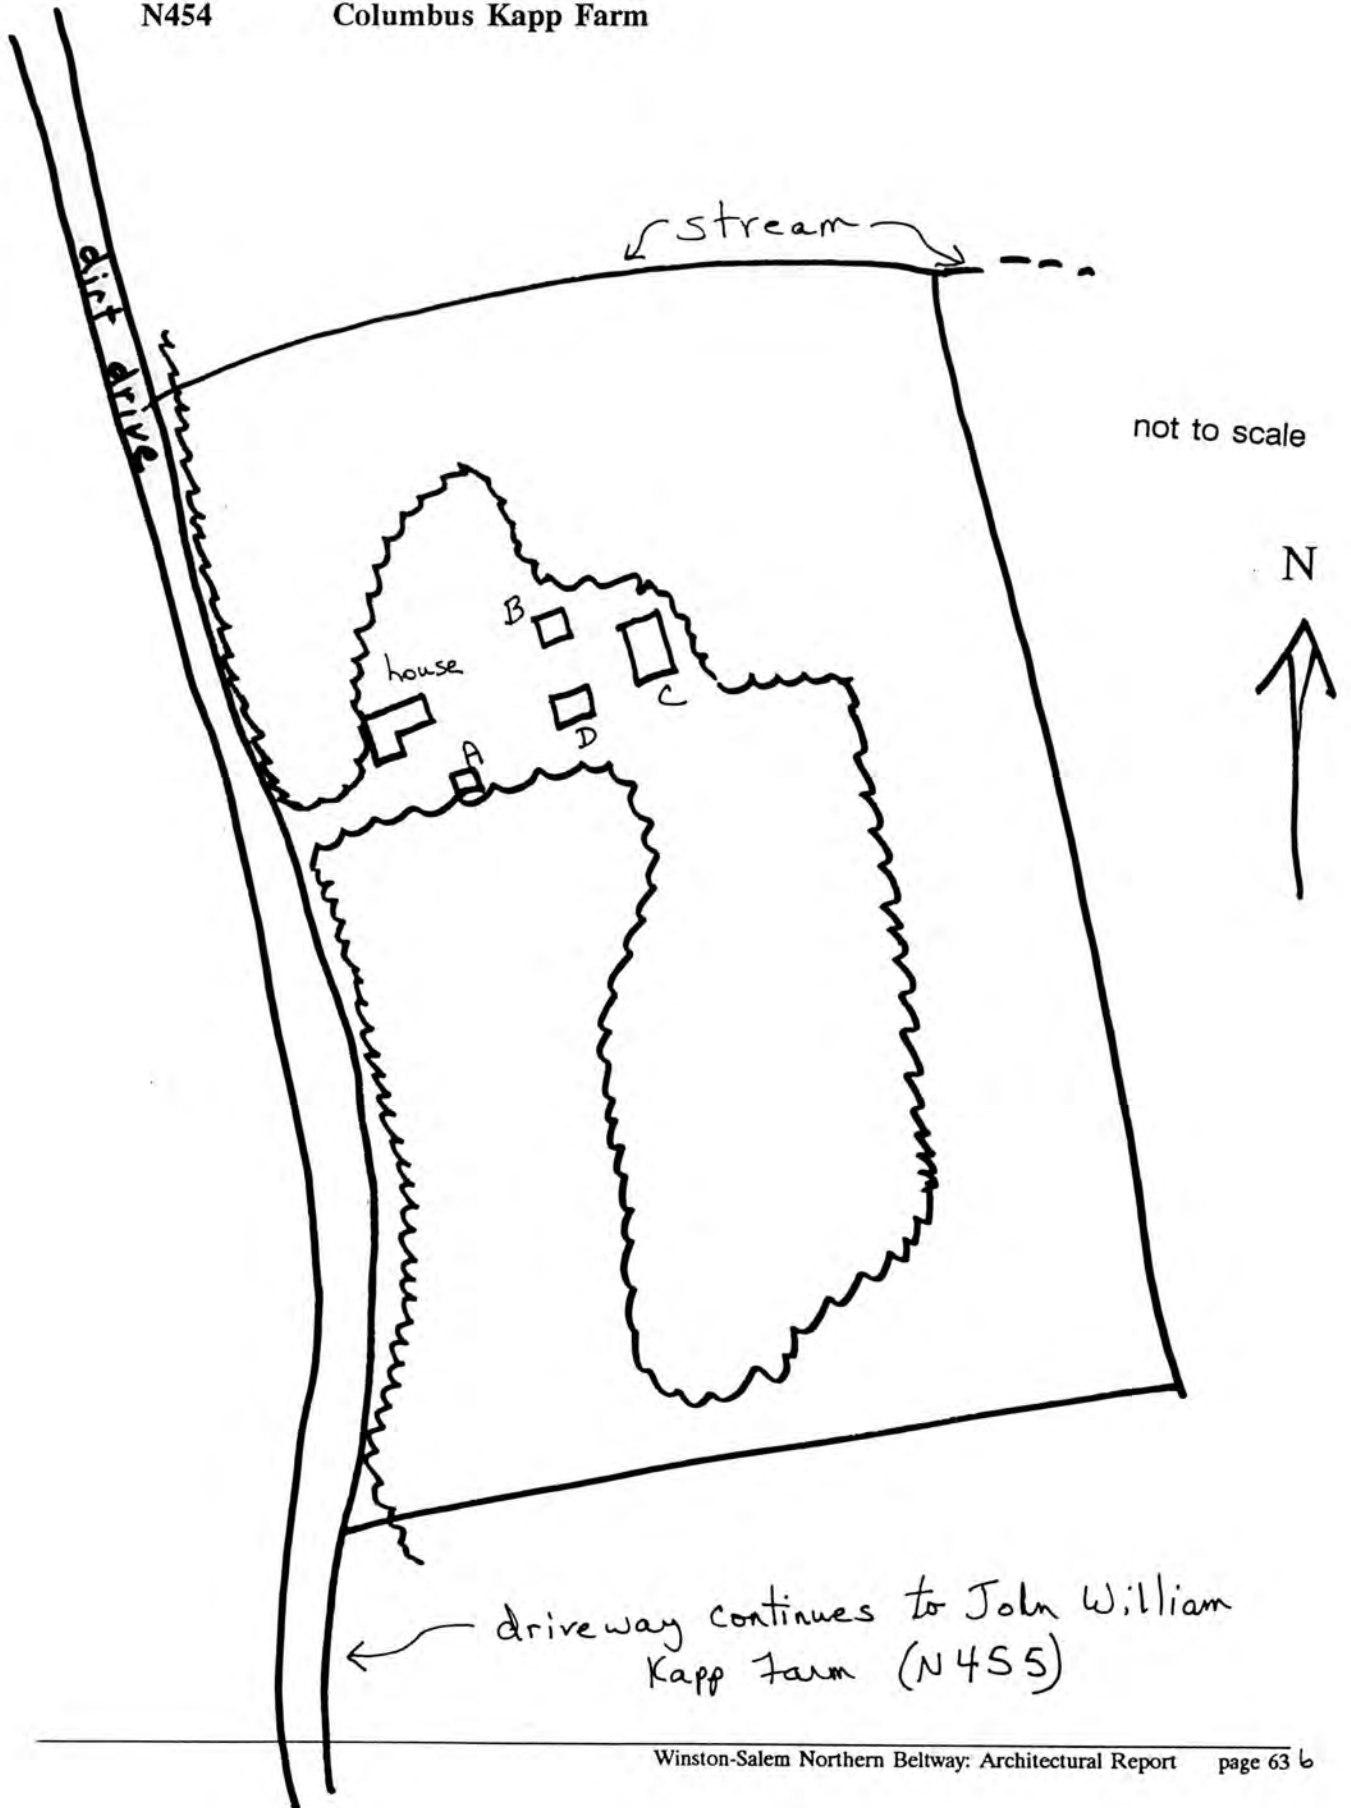 N454 Columbus Kapp Farm
stream
dirt drive
not to scale
N
B
house
C
D
A
driveway continues to John William
Kapp Farm (N455)
Winston-Salem Northern Beltway: Architectural Report page 63 b